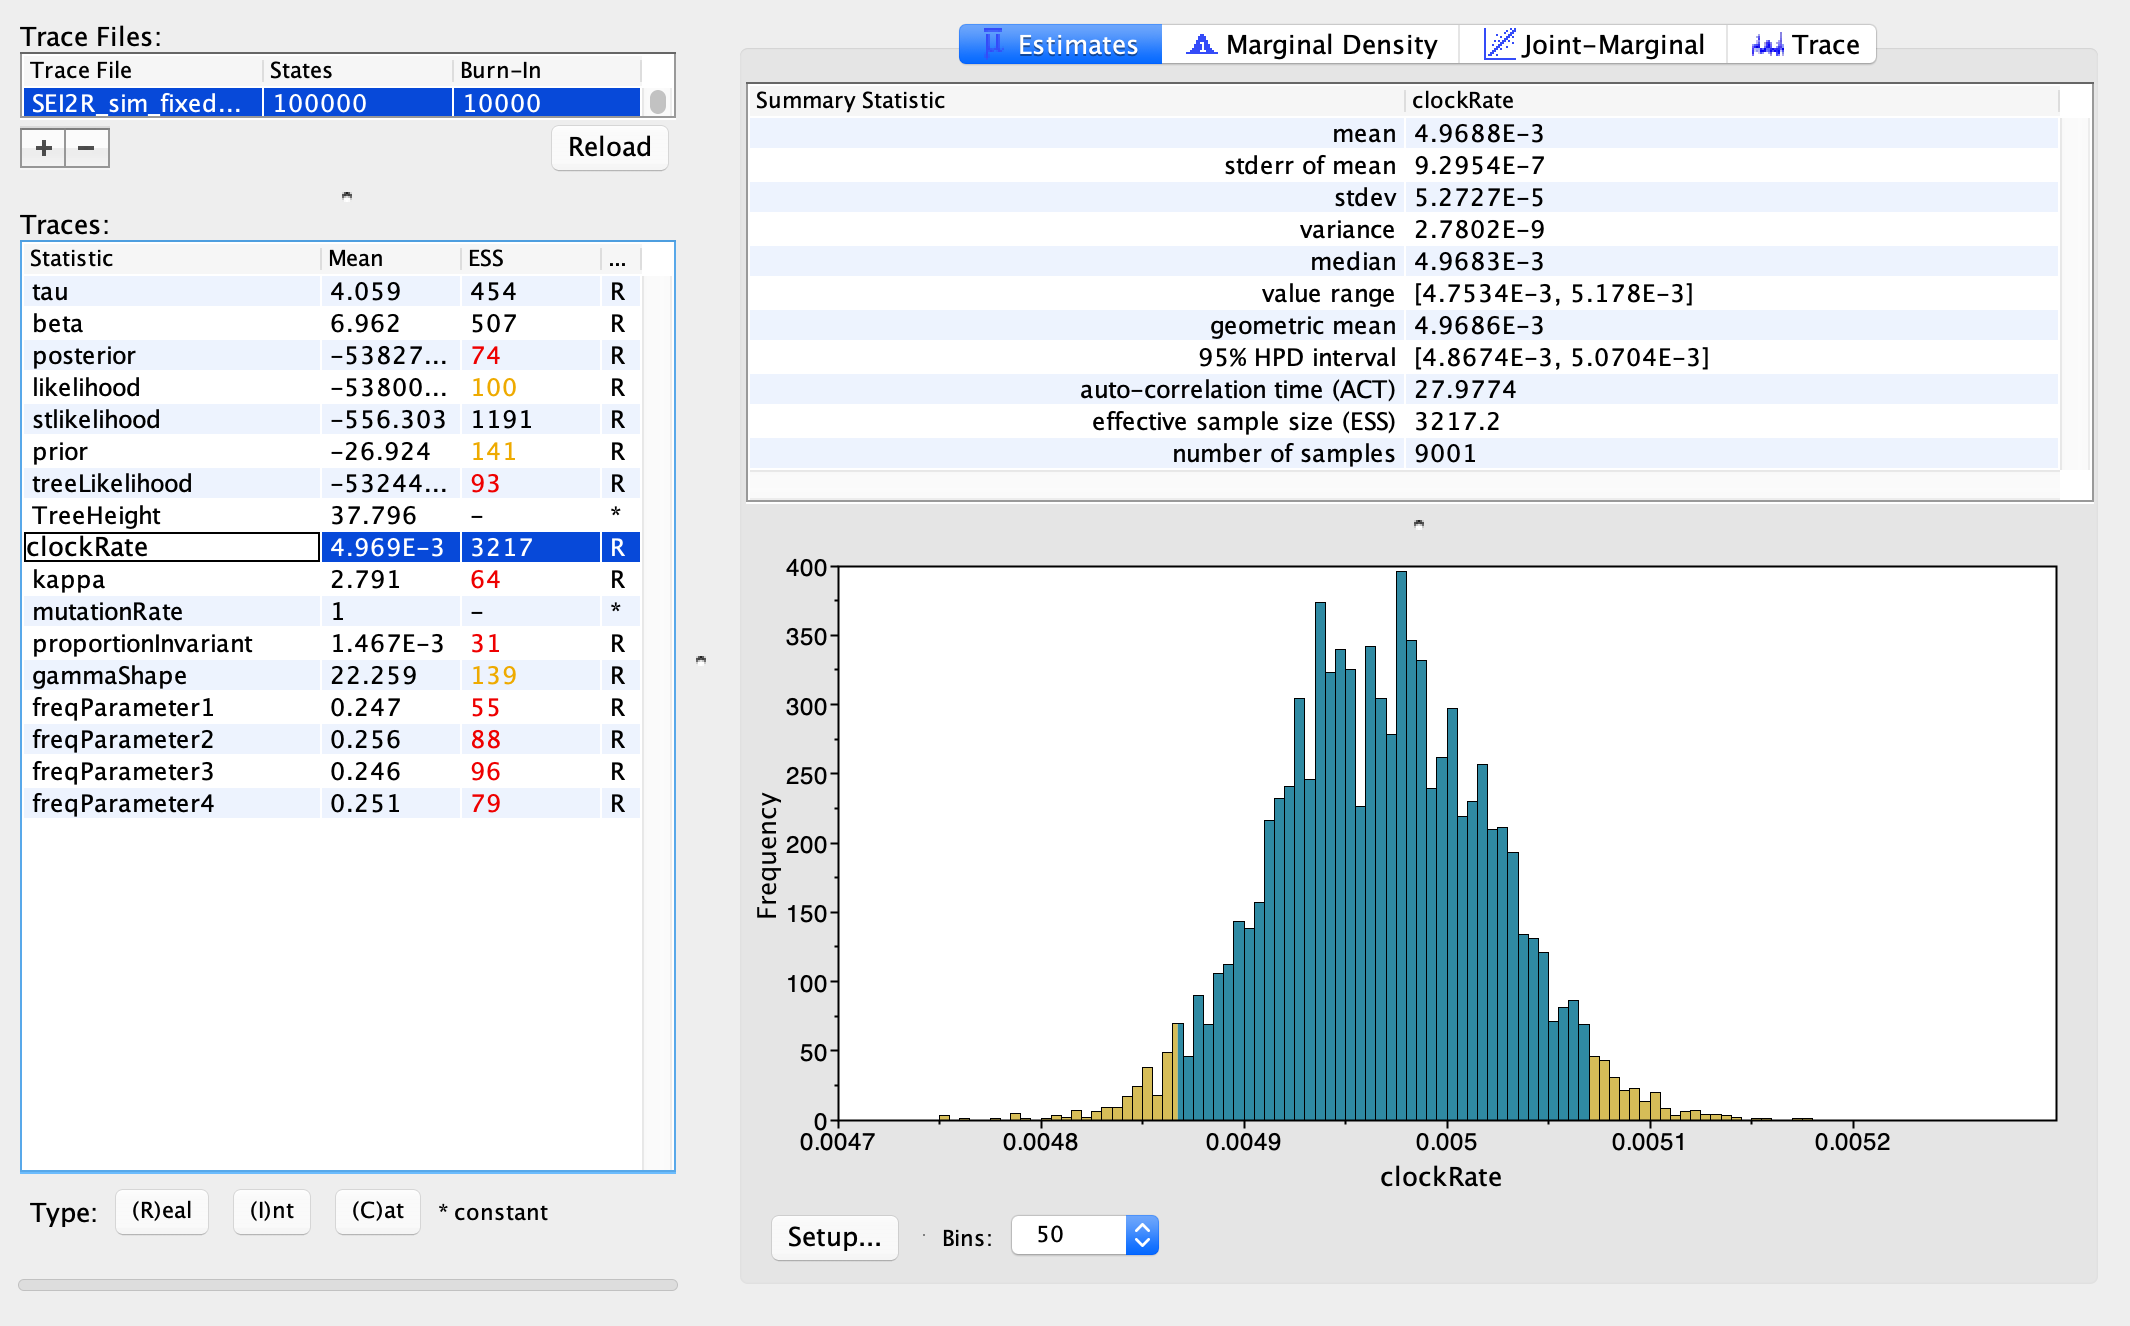 Trace Files:
Trace File States Burn-In
SEI2R_sim_fixed... 100000 10000
+ −
Reload
Traces:
Statistic Mean ESS ...
tau 4.059 454 R
beta 6.962 507 R
posterior -53827... 74 R
likelihood -53800... 100 R
stlikelihood -556.303 1191 R
prior -26.924 141 R
treeLikelihood -53244... 93 R
TreeHeight 37.796 - *
clockRate 4.969E-3 3217 R
kappa 2.791 64 R
mutationRate 1 - *
proportionInvariant 1.467E-3 31 R
gammaShape 22.259 139 R
freqParameter1 0.247 55 R
freqParameter2 0.256 88 R
freqParameter3 0.246 96 R
freqParameter4 0.251 79 R
Type: (R)eal (I)nt (C)at * constant
Estimates Marginal Density Joint-Marginal Trace
Summary Statistic clockRate
mean 4.9688E-3
stderr of mean 9.2954E-7
stdev 5.2727E-5
variance 2.7802E-9
median 4.9683E-3
value range [4.7534E-3, 5.178E-3]
geometric mean 4.9686E-3
95% HPD interval [4.8674E-3, 5.0704E-3]
auto-correlation time (ACT) 27.9774
effective sample size (ESS) 3217.2
number of samples 9001
400
350
300
250
200
150
100
50
0
Frequency
0.0047 0.0048 0.0049 0.005 0.0051 0.0052
clockRate
Setup... Bins: 50